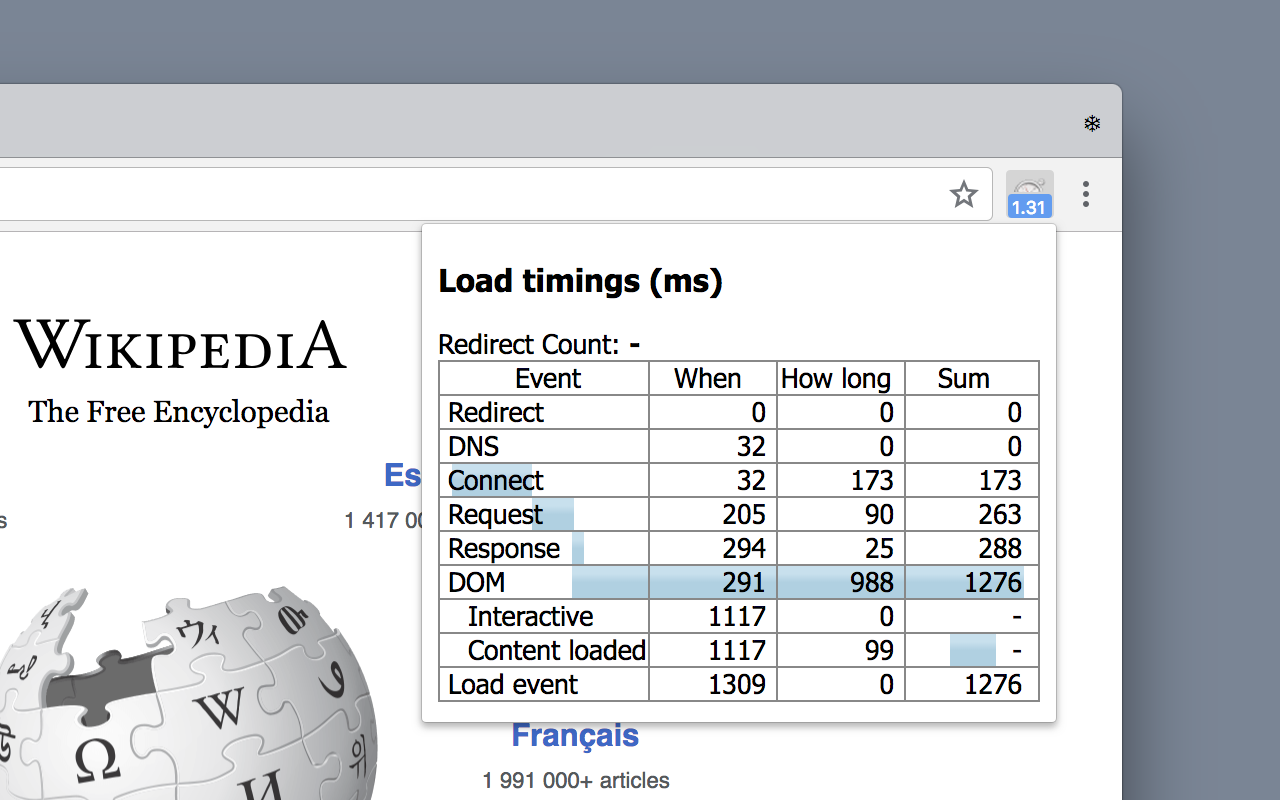 ❄
1.31
Load timings (ms)
Redirect Count: -
Event When How long Sum
Redirect 0 0 0
DNS 32 0 0
Connect 32 173 173
Request 205 90 263
Response 294 25 288
DOM 291 988 1276
Interactive 1117 0 -
Content loaded 1117 99 -
Load event 1309 0 1276
WIKIPEDIA
The Free Encyclopedia
Es
s
1 417 00
Ω
W
И
ウィ
Français
1 991 000+ articles